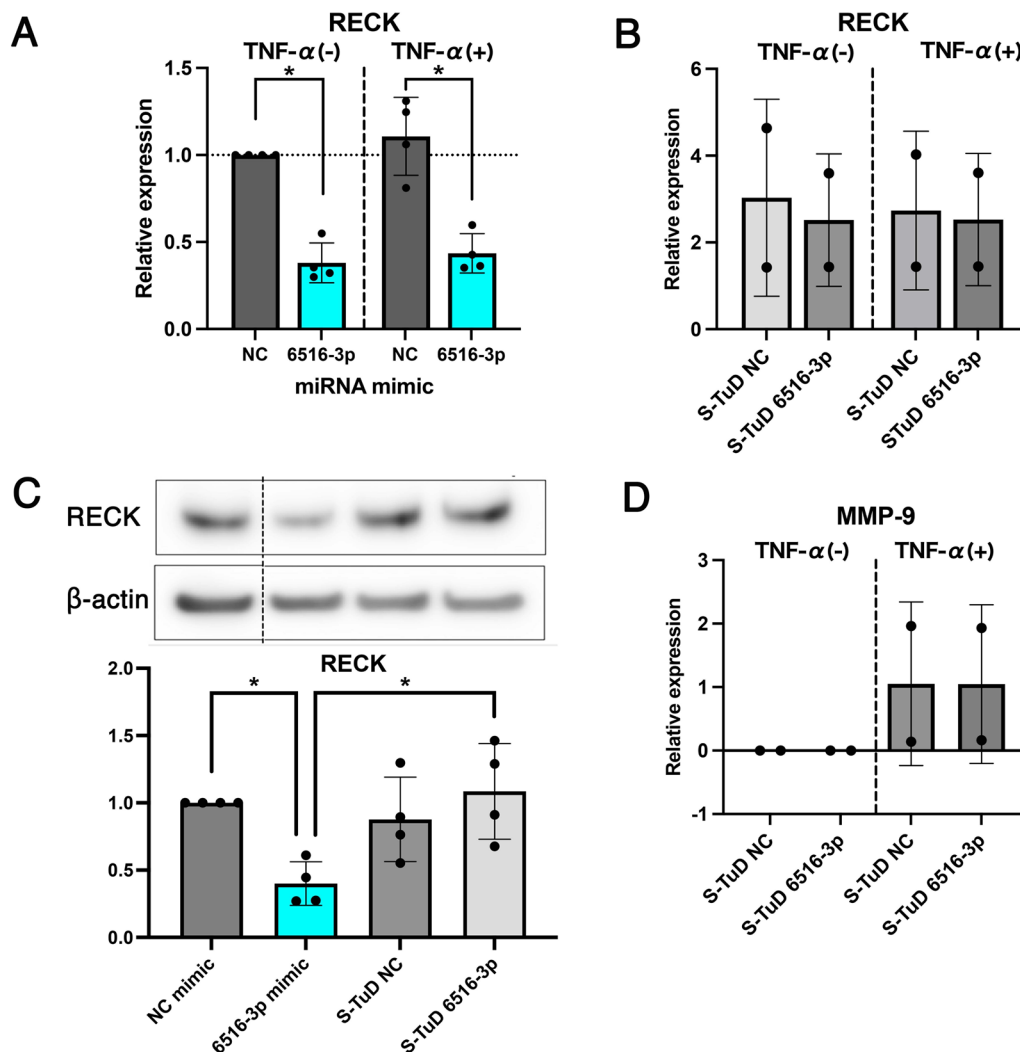 A
RECK
TNF-α(-) TNF-α(+)
* *
1.5
1.0
0.5
0.0
Relative expression
NC 6516-3p NC 6516-3p
miRNA mimic
B
RECK
TNF-α(-) TNF-α(+)
6
4
2
0
Relative expression
S-TuD NC
S-TuD 6516-3p
S-TuD NC
STuD 6516-3p
C
RECK
β-actin
RECK
* *
2.0
1.5
1.0
0.5
0.0
NC mimic
6516-3p mimic
S-TuD NC
S-TuD 6516-3p
D
MMP-9
TNF-α(-) TNF-α(+)
3
2
1
0
-1
Relative expression
S-TuD NC
S-TuD 6516-3p
S-TuD NC
S-TuD 6516-3p